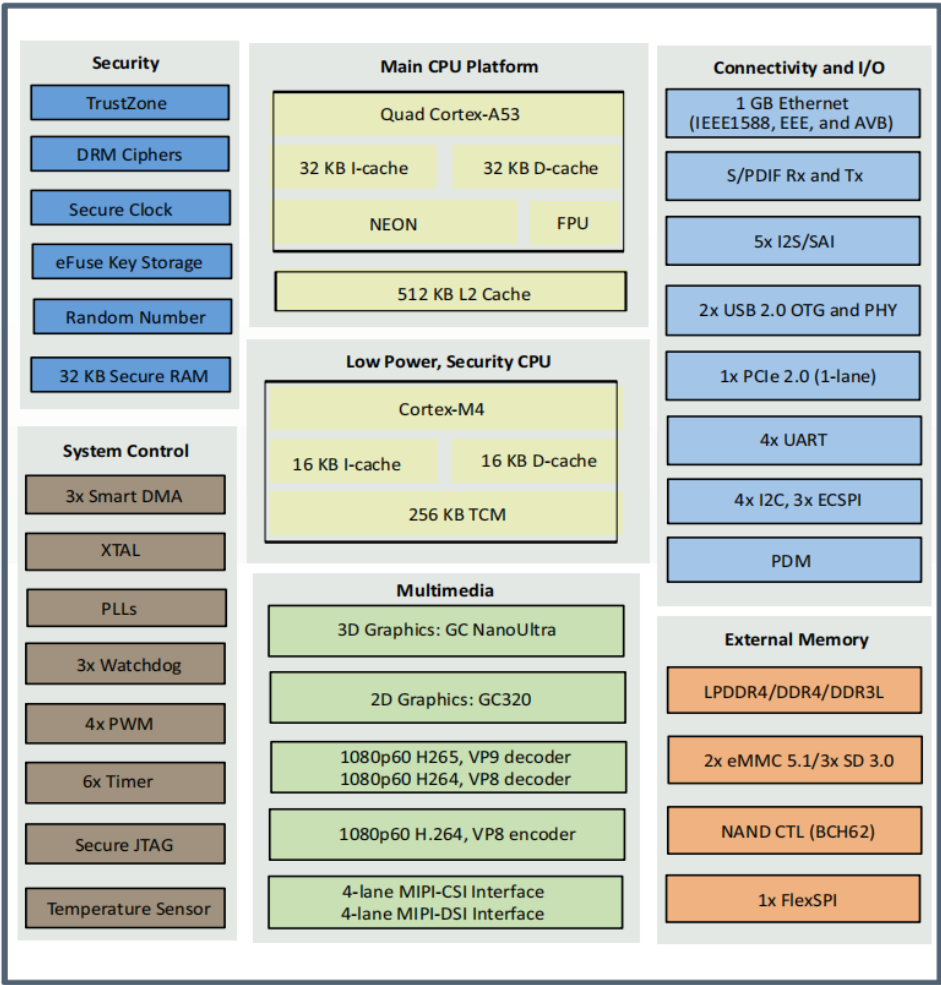 Security
TrustZone
DRM Ciphers
Secure Clock
eFuse Key Storage
Random Number
32 KB Secure RAM
System Control
3x Smart DMA
XTAL
PLLs
3x Watchdog
4x PWM
6x Timer
Secure JTAG
Temperature Sensor
Main CPU Platform
Quad Cortex-A53
32 KB I-cache
32 KB D-cache
NEON
FPU
512 KB L2 Cache
Low Power, Security CPU
Cortex-M4
16 KB I-cache
16 KB D-cache
256 KB TCM
Multimedia
3D Graphics: GC NanoUltra
2D Graphics: GC320
1080p60 H265, VP9 decoder
1080p60 H264, VP8 decoder
1080p60 H.264, VP8 encoder
4-lane MIPI-CSI Interface
4-lane MIPI-DSI Interface
Connectivity and I/O
1 GB Ethernet
(IEEE1588, EEE, and AVB)
S/PDIF Rx and Tx
5x I2S/SAI
2x USB 2.0 OTG and PHY
1x PCIe 2.0 (1-lane)
4x UART
4x I2C, 3x ECSPI
PDM
External Memory
LPDDR4/DDR4/DDR3L
2x eMMC 5.1/3x SD 3.0
NAND CTL (BCH62)
1x FlexSPI